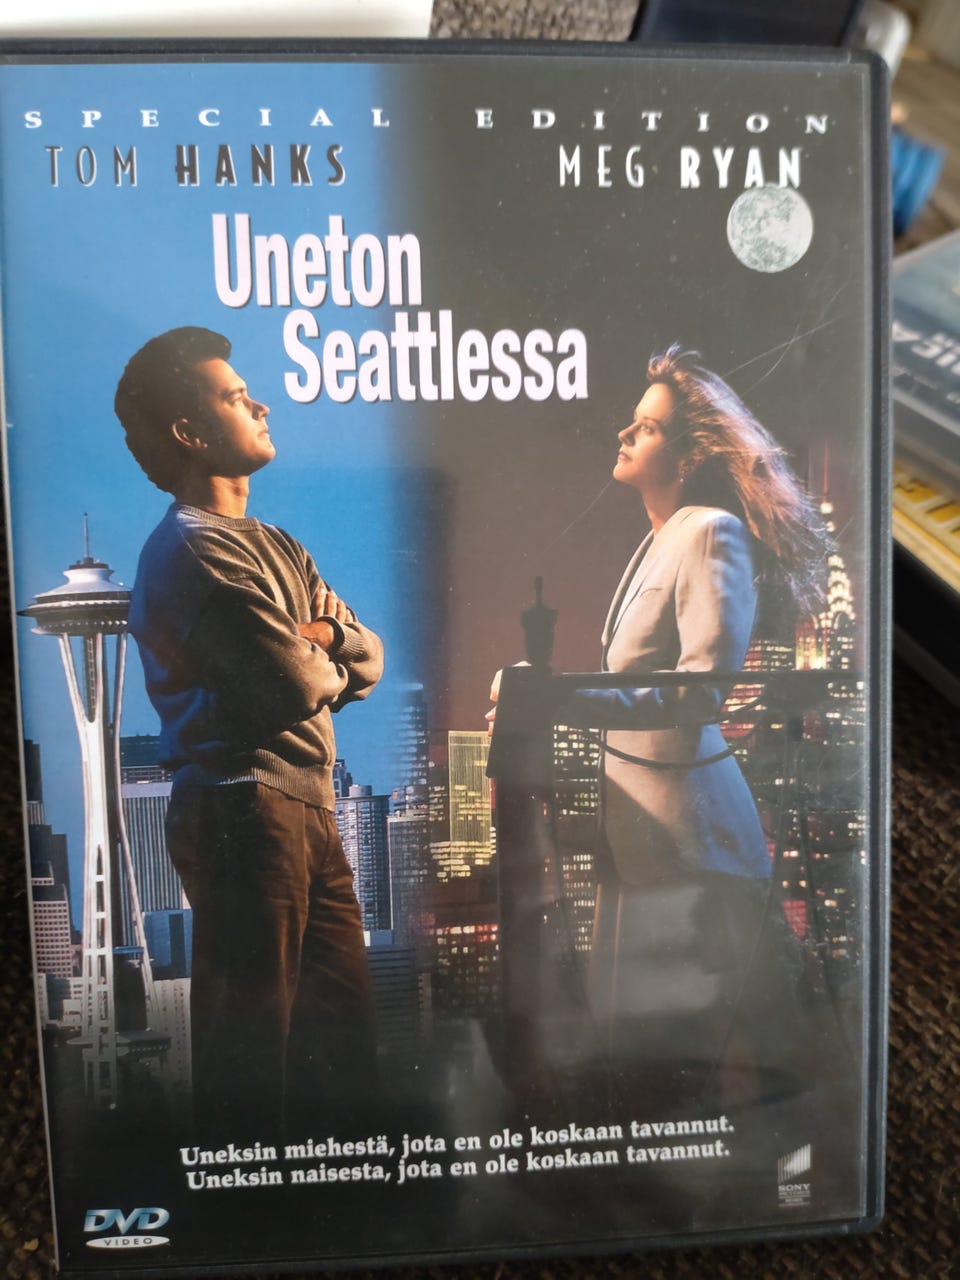 SPECIAL EDITION
TOM HANKS
MEG RYAN
Uneton
Seattlessa
Uneksin miehestä, jota en ole koskaan tavannut.
Uneksin naisesta, jota en ole koskaan tavannut.
SONY
DVD
VIDEO